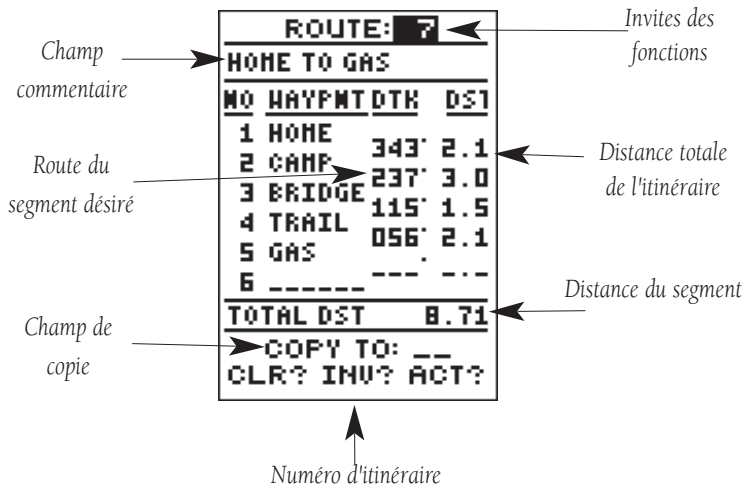 ROUTE: 7
HOME TO GAS
NO WAYPNT DTK DST
1 HOME
343° 2.1
2 CAMP
237° 3.0
3 BRIDGE
115° 1.5
4 TRAIL
056° 2.1
5 GAS
___° _._
6 ______
TOTAL DST 8.71
COPY TO: __
CLR? INV? ACT?
Champ
commentaire
Route du
segment désiré
Champ de
copie
Invites des
fonctions
Distance totale
de l'itinéraire
Distance du segment
Numéro d'itinéraire